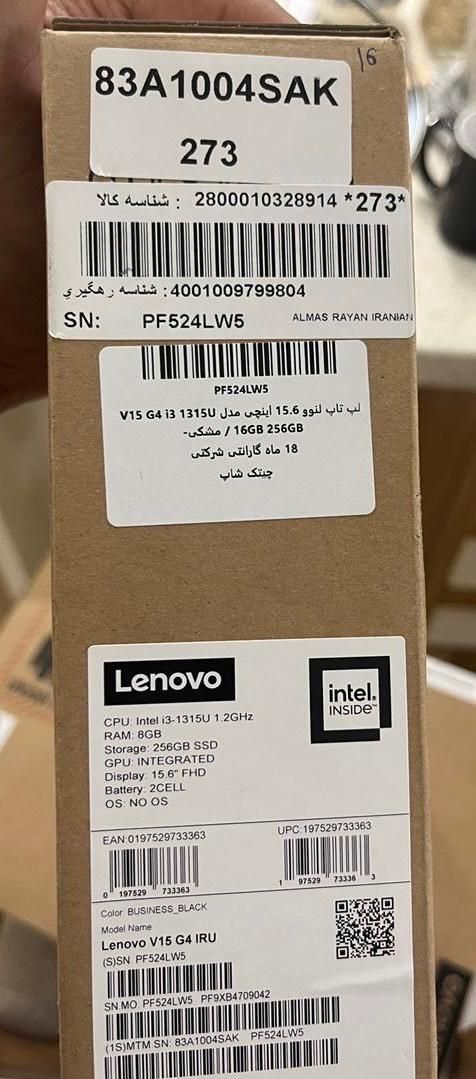 16
83A1004SAK
273
شناسه کالا : 2800010328914 *273*
شناسه رهگیری :4001009799804
SN: PF524LW5 ALMAS RAYAN IRANIAN
PF524LW5
لپ تاپ لنوو 15.6 اینچی مدل V15 G4 i3 1315U
16GB 256GB / مشکی-
18 ماه گارانتی شرکتی
چیتک شاپ
Lenovo
intel.
INSIDE™
CPU: Intel i3-1315U 1.2GHz
RAM: 8GB
Storage: 256GB SSD
GPU: INTEGRATED
Display: 15.6" FHD
Battery: 2CELL
OS: NO OS
EAN:0197529733363 UPC:197529733363
0 197529 733363 1 97529 73336 3
Color BUSINESS_BLACK
Model Name
Lenovo V15 G4 IRU
(S)SN PF524LW5
SN.MO: PF524LW5 PF9XB4709042
(1S)MTM SN: 83A1004SAK PF524LW5